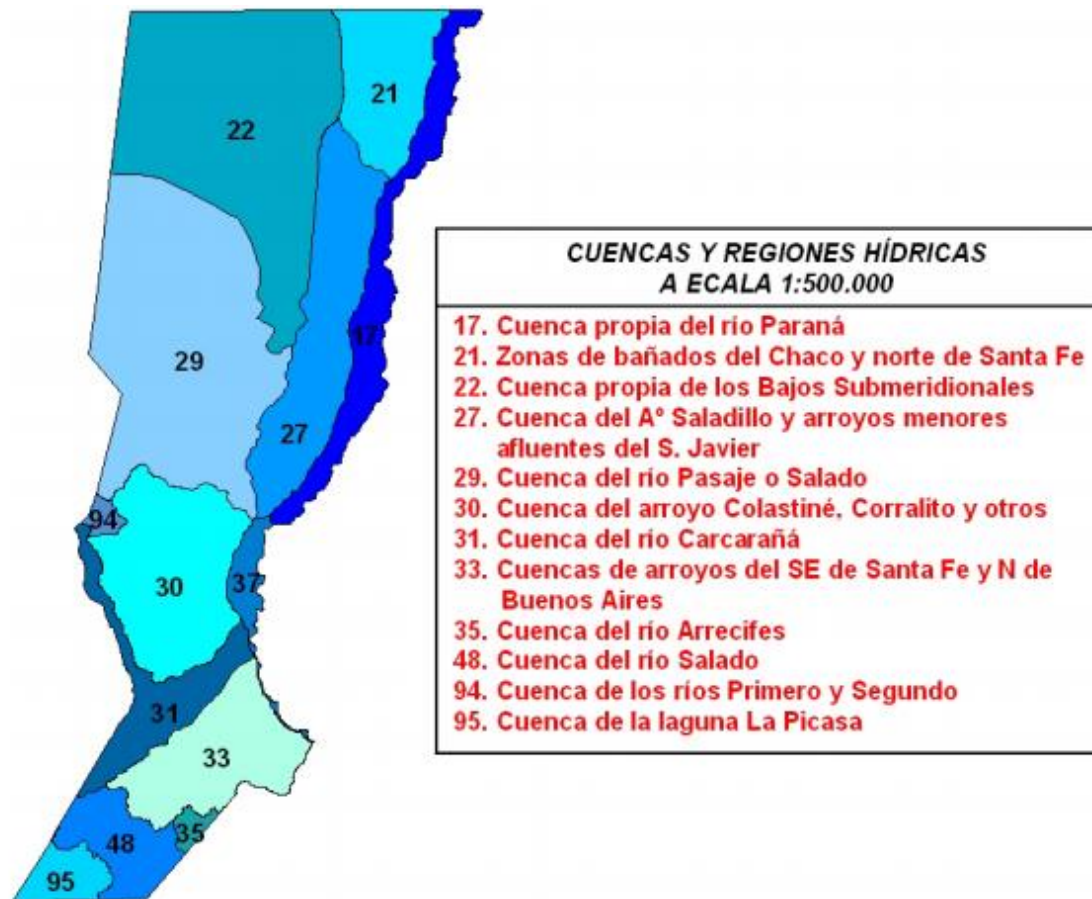 21
22
17
29
27
94
30
37
31
33
35
48
95
CUENCAS Y REGIONES HÍDRICAS
A ECALA 1:500.000
17. Cuenca propia del río Paraná
21. Zonas de bañados del Chaco y norte de Santa Fe
22. Cuenca propia de los Bajos Submeridionales
27. Cuenca del Aº Saladillo y arroyos menores
afluentes del S. Javier
29. Cuenca del río Pasaje o Salado
30. Cuenca del arroyo Colastiné, Corralito y otros
31. Cuenca del río Carcarañá
33. Cuencas de arroyos del SE de Santa Fe y N de
Buenos Aires
35. Cuenca del río Arrecifes
48. Cuenca del río Salado
94. Cuenca de los ríos Primero y Segundo
95. Cuenca de la laguna La Picasa